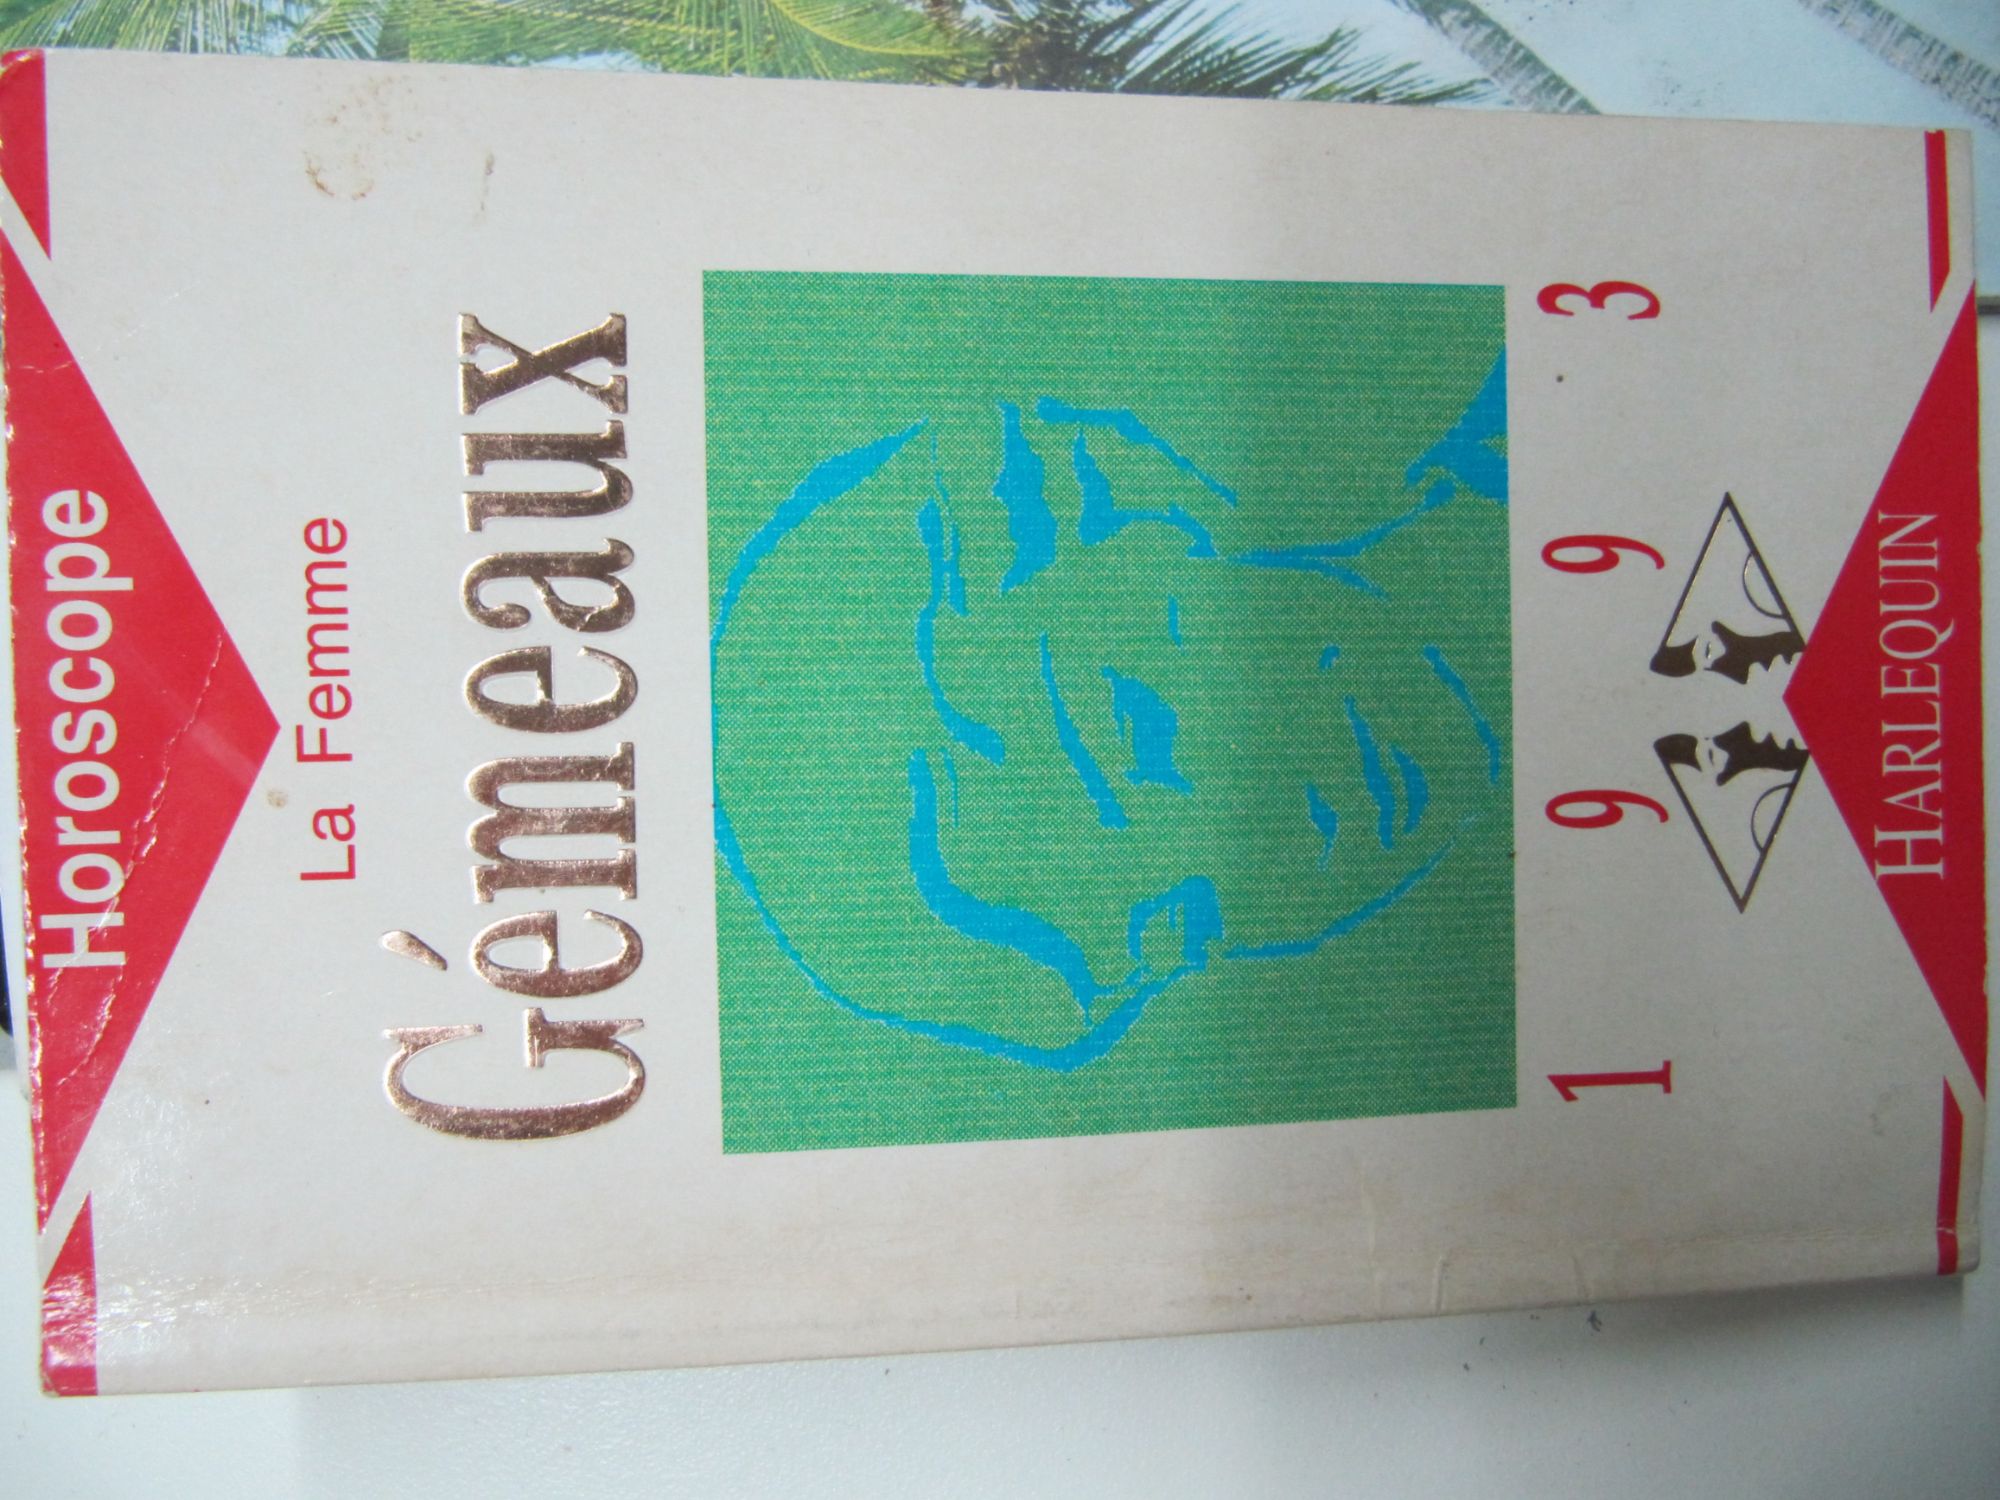 Horoscope
La Femme
Gémeaux
1993
HARLEQUIN